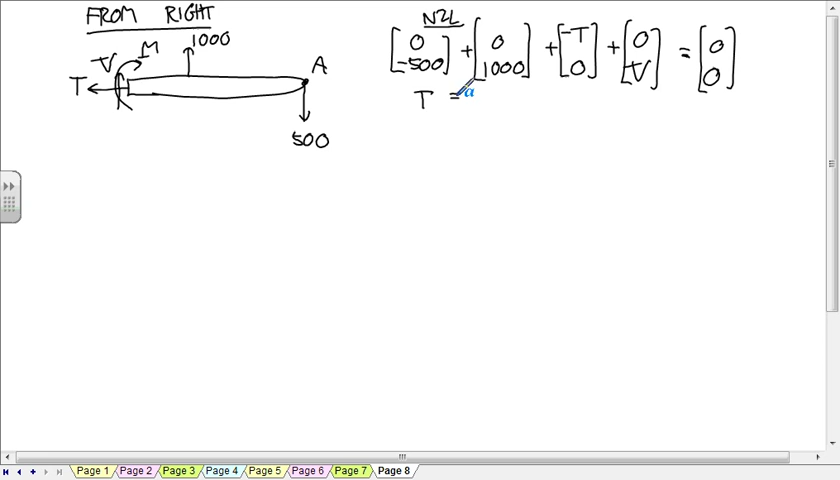 FROM RIGHT
N2L
1000
V M
T
A
500
[0 -500] + [0 1000] + [-T 0] + [0 V] = [0 0]
T =
Page 1 Page 2 Page 3 Page 4 Page 5 Page 6 Page 7 Page 8